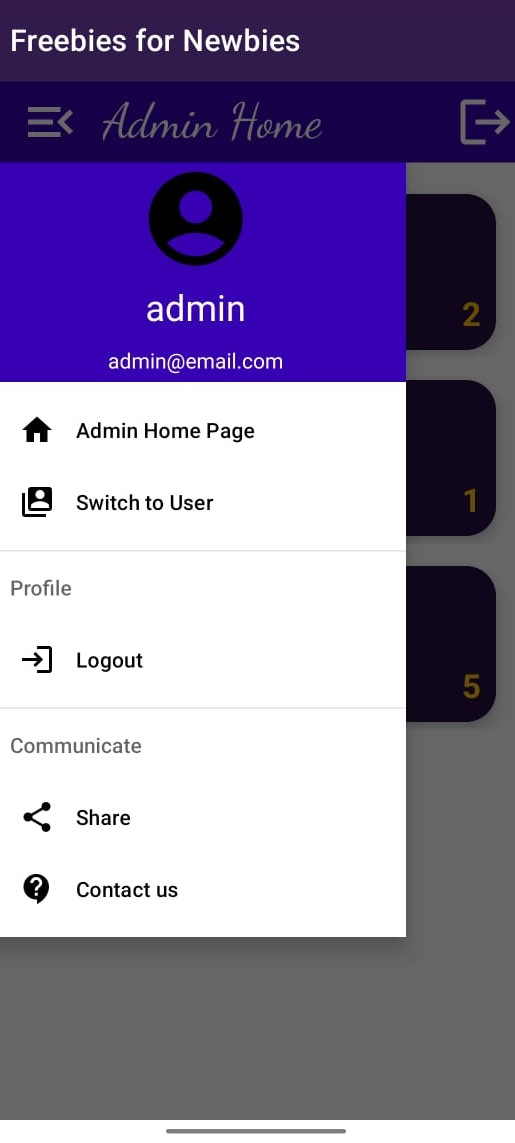 Freebies for Newbies
Admin Home
admin
admin@email.com
2
Admin Home Page
Switch to User
1
Profile
Logout
5
Communicate
Share
Contact us